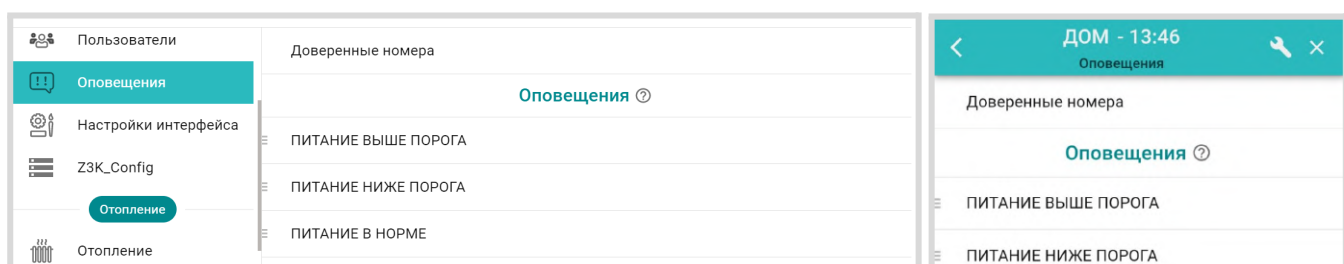 Пользователи
Оповещения
Настройки интерфейса
Z3K_Config
Отопление
Отопление
Доверенные номера
Оповещения ?
ПИТАНИЕ ВЫШЕ ПОРОГА
ПИТАНИЕ НИЖЕ ПОРОГА
ПИТАНИЕ В НОРМЕ
ДОМ - 13:46
Оповещения
Доверенные номера
Оповещения ?
ПИТАНИЕ ВЫШЕ ПОРОГА
ПИТАНИЕ НИЖЕ ПОРОГА